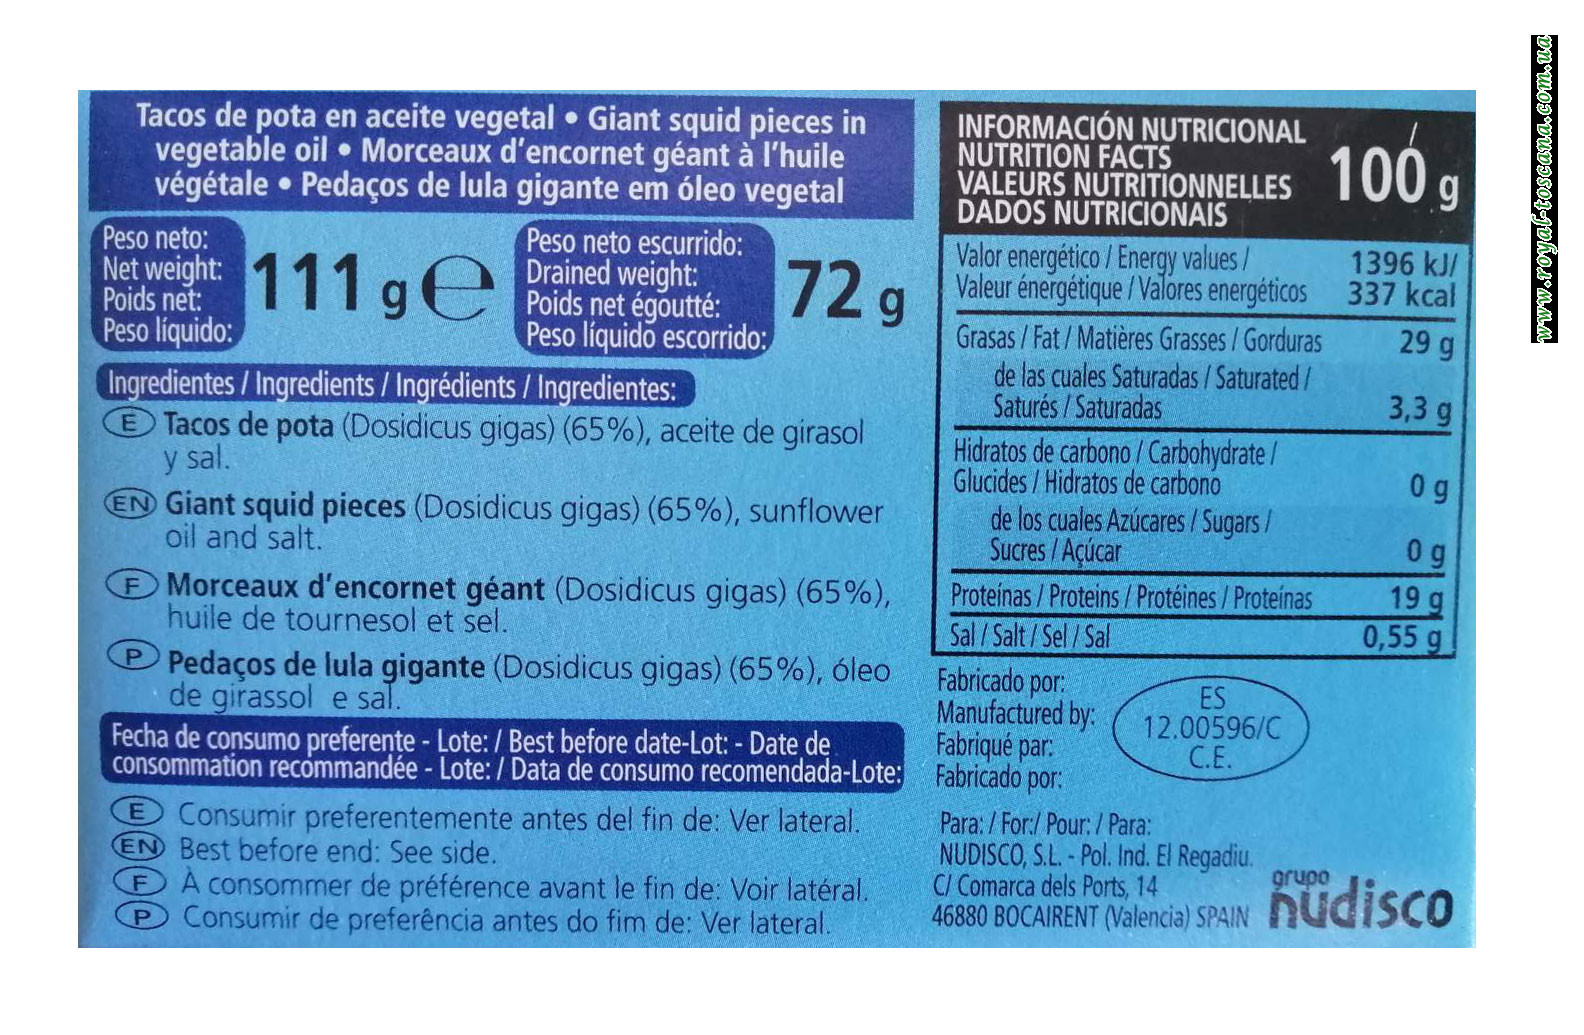 Tacos de pota en aceite vegetal • Giant squid pieces in
vegetable oil • Morceaux d'encornet géant à l'huile
végétale • Pedaços de lula gigante em óleo vegetal
Peso neto:
Net weight:
Poids net:
Peso líquido:
111 g ℮
Peso neto escurrido:
Drained weight:
Poids net égoutté:
Peso líquido escorrido:
72 g
Ingredientes / Ingredients / Ingrédients / Ingredientes:
E Tacos de pota (Dosidicus gigas) (65%), aceite de girasol
y sal.
EN Giant squid pieces (Dosidicus gigas) (65%), sunflower
oil and salt.
F Morceaux d'encornet géant (Dosidicus gigas) (65%),
huile de tournesol et sel.
P Pedaços de lula gigante (Dosidicus gigas) (65%), óleo
de girassol e sal.
Fecha de consumo preferente - Lote: / Best before date-Lot: - Date de
consommation recommandée - Lote: / Data de consumo recomendada-Lote:
E Consumir preferentemente antes del fin de: Ver lateral.
EN Best before end: See side.
F À consommer de préférence avant le fin de: Voir latéral.
P Consumir de preferência antes do fim de: Ver lateral.
INFORMACIÓN NUTRICIONAL
NUTRITION FACTS
VALEURS NUTRITIONNELLES
DADOS NUTRICIONAIS
100 g
Valor energético / Energy values /
Valeur énergétique / Valores energéticos
1396 kJ/
337 kcal
Grasas / Fat / Matières Grasses / Gorduras 29 g
de las cuales Saturadas / Saturated /
Saturés / Saturadas 3,3 g
Hidratos de carbono / Carbohydrate /
Glucides / Hidratos de carbono 0 g
de los cuales Azúcares / Sugars /
Sucres / Açúcar 0 g
Proteínas / Proteins / Protéines / Proteínas 19 g
Sal / Salt / Sel / Sal 0,55 g
Fabricado por:
Manufactured by:
Fabriqué par:
Fabricado por:
ES
12.00596/C
C.E.
Para: / For:/ Pour: / Para:
NUDISCO, S.L. - Pol. Ind. El Regadiu.
C/ Comarca dels Ports, 14
46880 BOCAIRENT (Valencia) SPAIN
grupo
nudisco
www.royal-toscana.com.ua